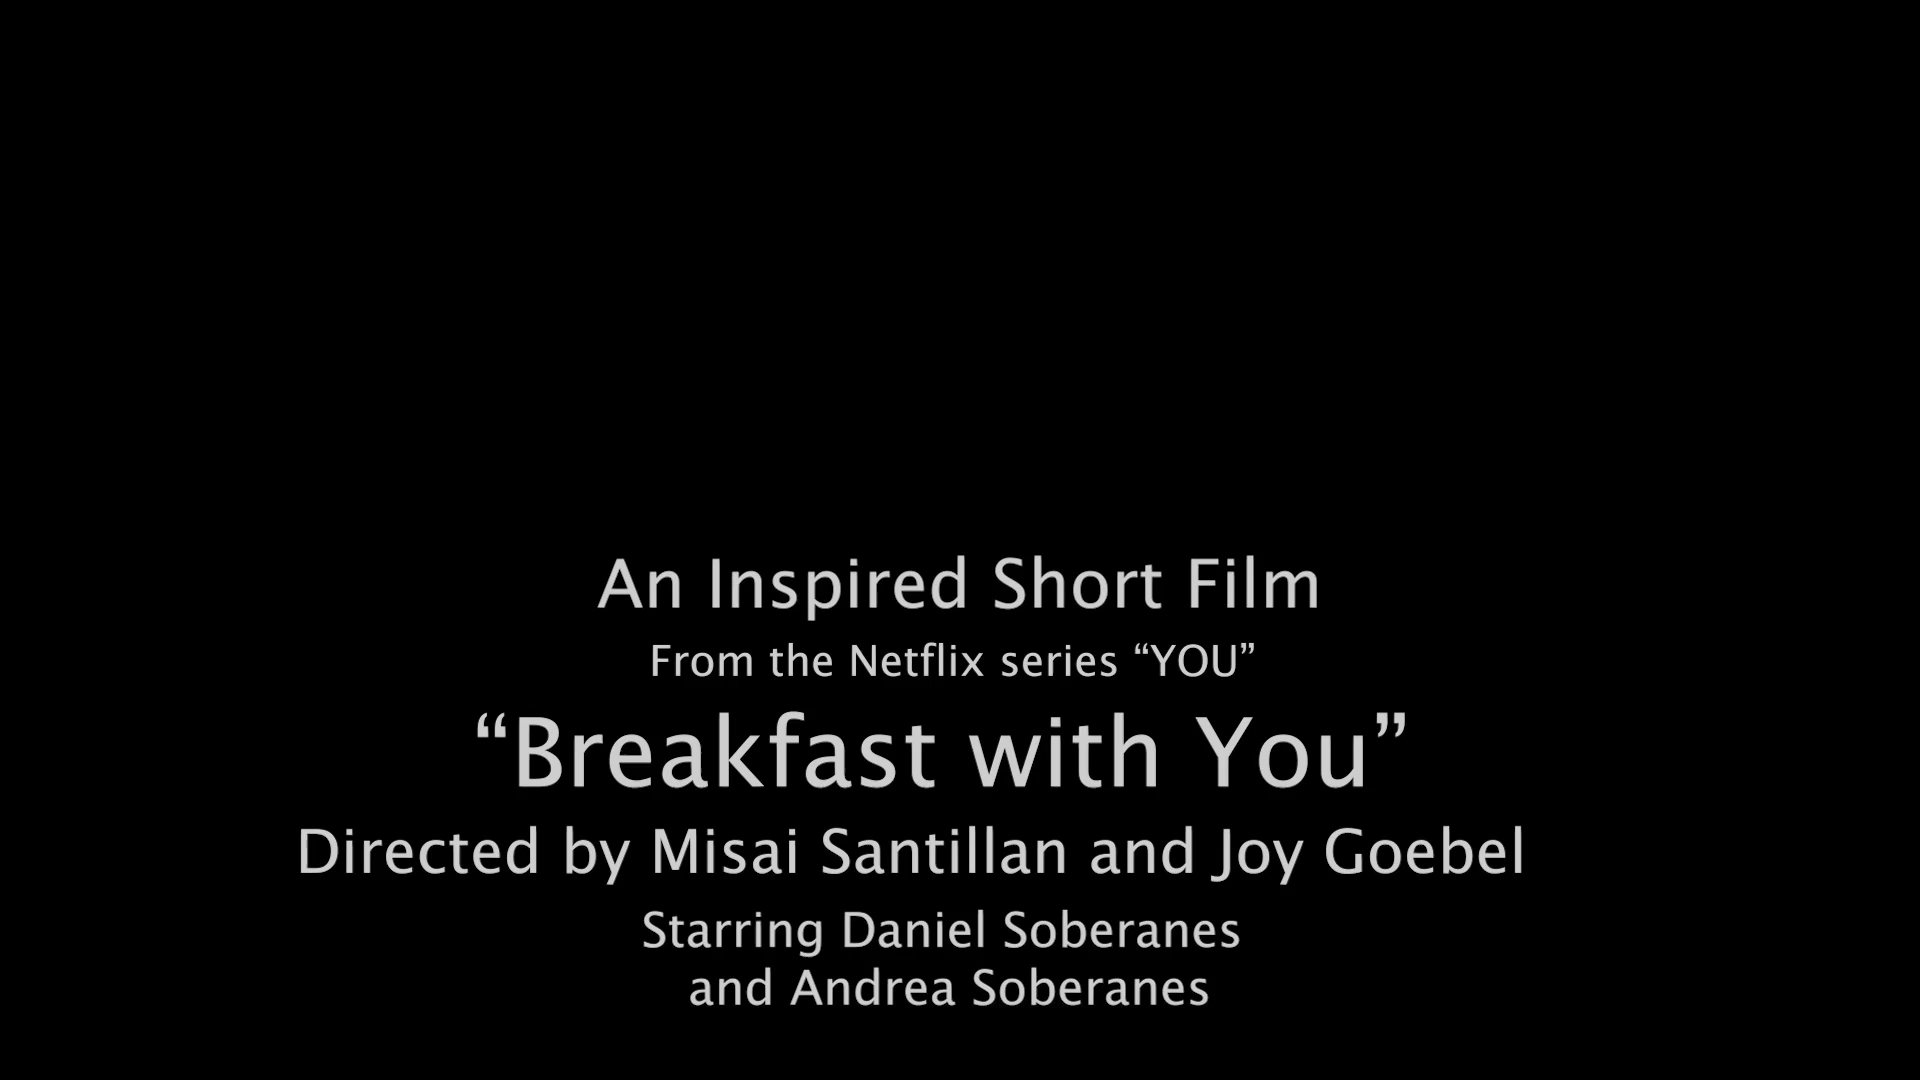 An Inspired Short Film
From the Netflix series “YOU”
“Breakfast with You”
Directed by Misai Santillan and Joy Goebel
Starring Daniel Soberanes
and Andrea Soberanes